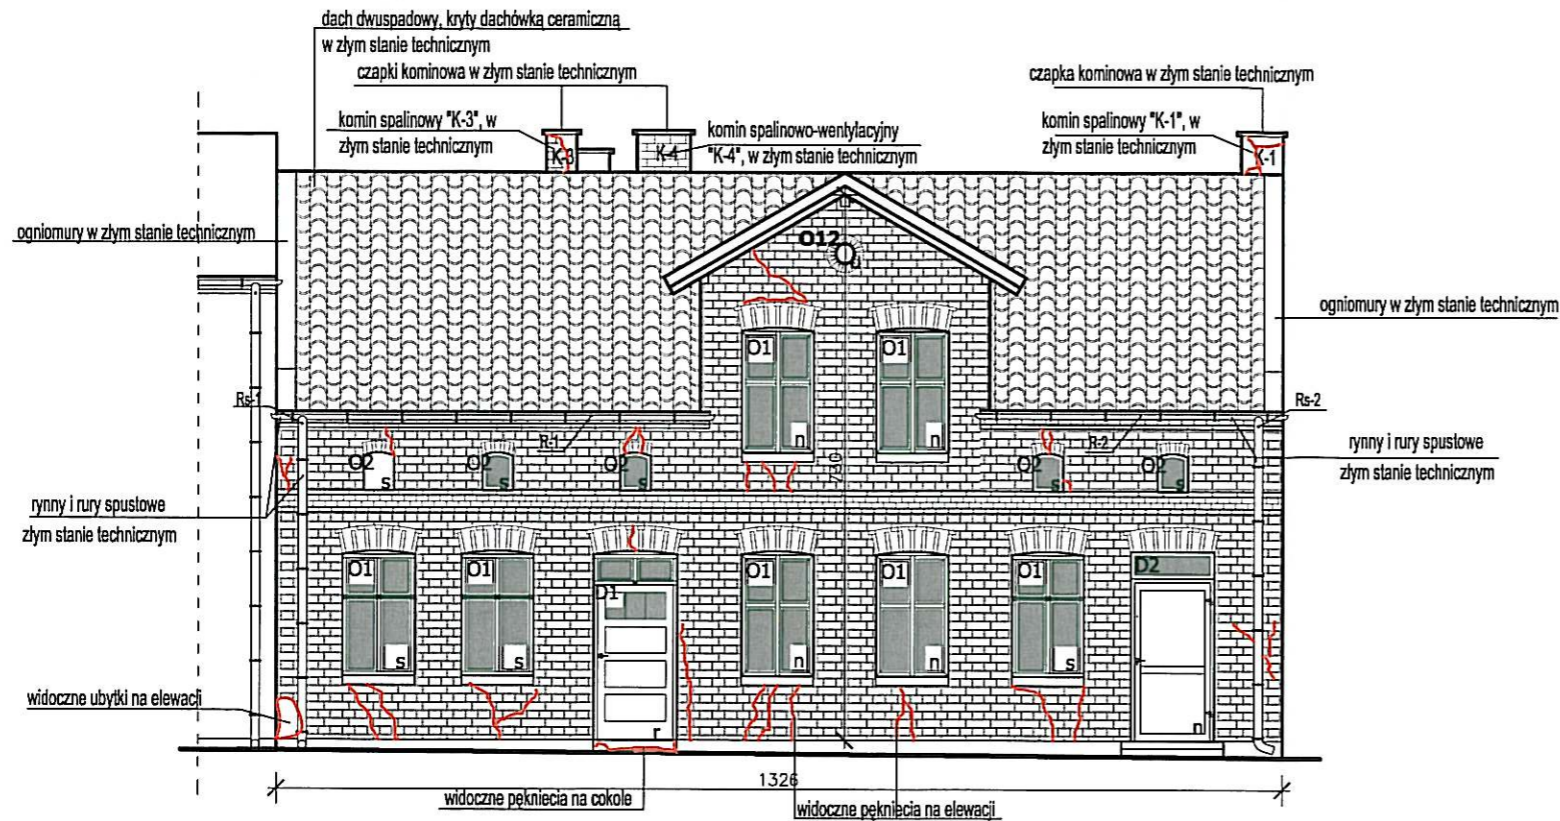 dach dwuspadowy, kryty dachówką ceramiczną
w złym stanie technicznym
czapki kominowa w złym stanie technicznym
czapka kominowa w złym stanie technicznym
komin spalinowy "K-3", w
złym stanie technicznym
komin spalinowo-wentylacyjny
"K-4", w złym stanie technicznym
komin spalinowy "K-1", w
złym stanie technicznym
K-3
K-4
K-1
ogniomury w złym stanie technicznym
O12
ogniomury w złym stanie technicznym
O1
O1
Rs-1
Rs-2
R-1
n
n
R-2
rynny i rury spustowe
złym stanie technicznym
O2
O2
O2
O2
O2
730
s
s
s
s
s
rynny i rury spustowe
złym stanie technicznym
O1
O1
D1
O1
O1
O1
D2
s
s
n
n
s
widoczne ubytki na elewacji
r
n
1326
widoczne pęknięcia na cokole
widoczne pęknięcia na elewacji